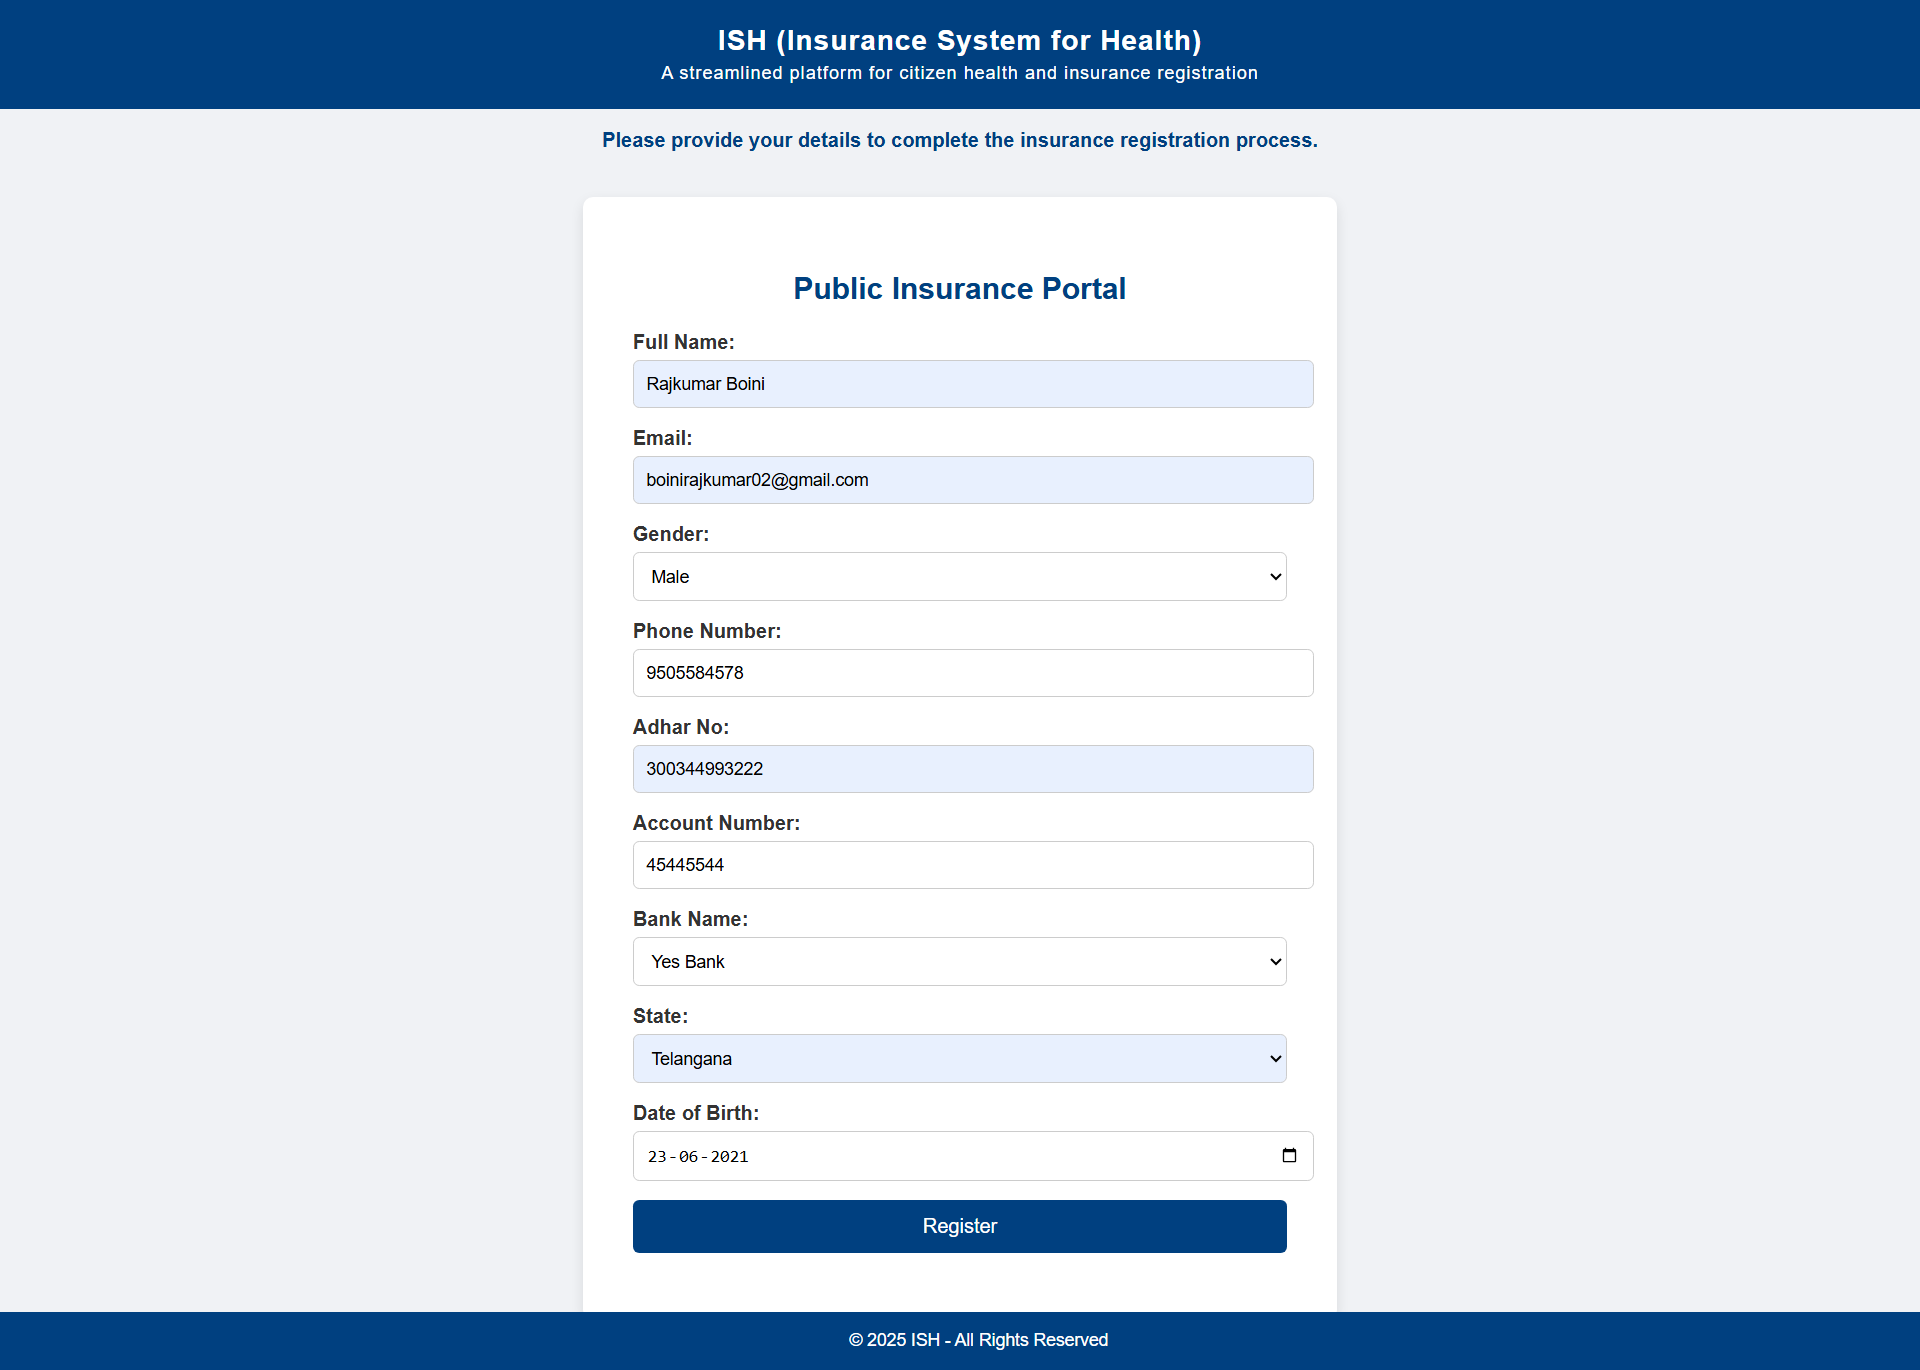 ISH (Insurance System for Health)
A streamlined platform for citizen health and insurance registration
Please provide your details to complete the insurance registration process.
Public Insurance Portal
Full Name:
Rajkumar Boini
Email:
boinirajkumar02@gmail.com
Gender:
Male
Phone Number:
9505584578
Adhar No:
300344993222
Account Number:
45445544
Bank Name:
Yes Bank
State:
Telangana
Date of Birth:
23-06-2021
Register
© 2025 ISH - All Rights Reserved